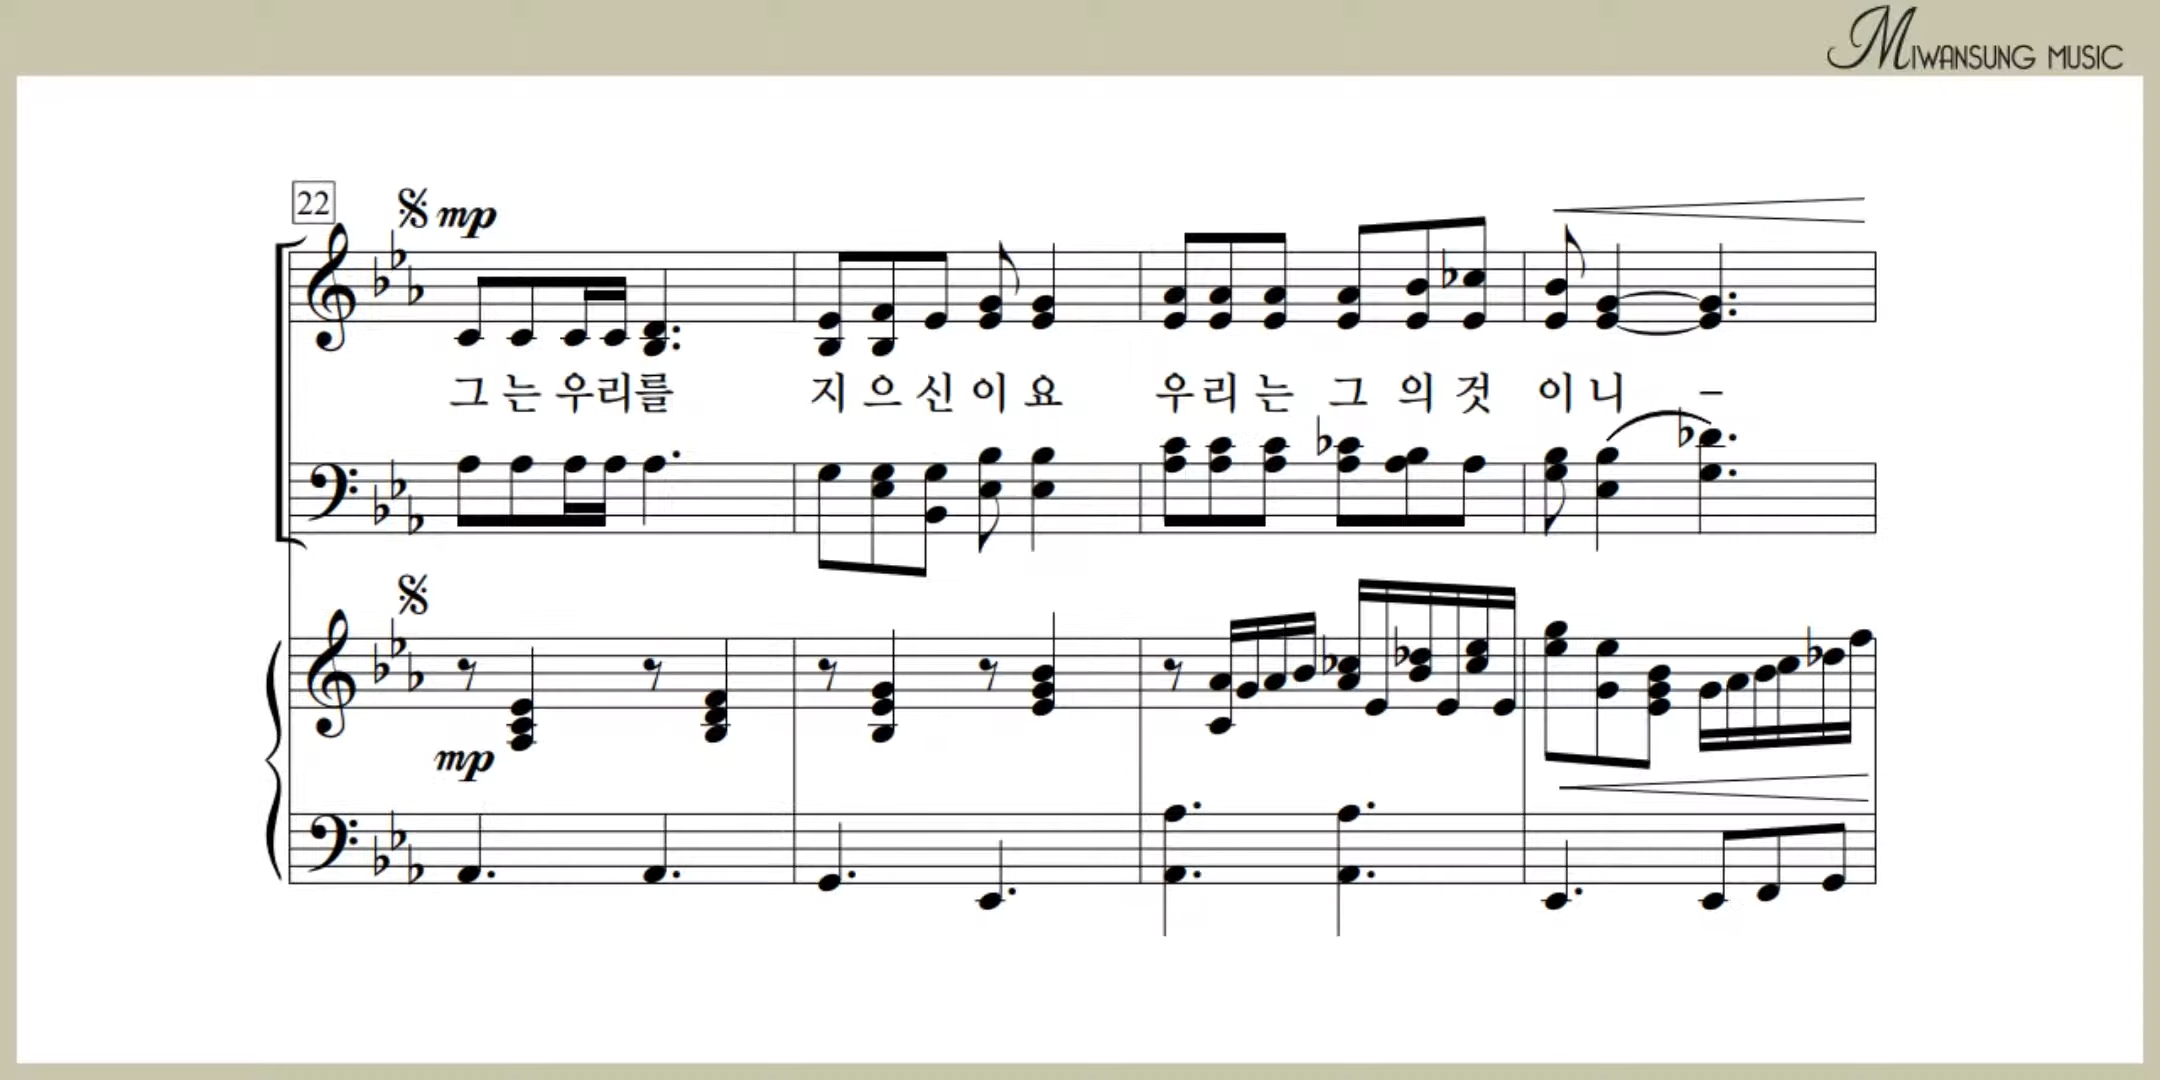 MIWANSUNG MUSIC
22
mp
그 는 우리를 지 으 신 이 요 우리 는 그 의 것 이 니 –
mp